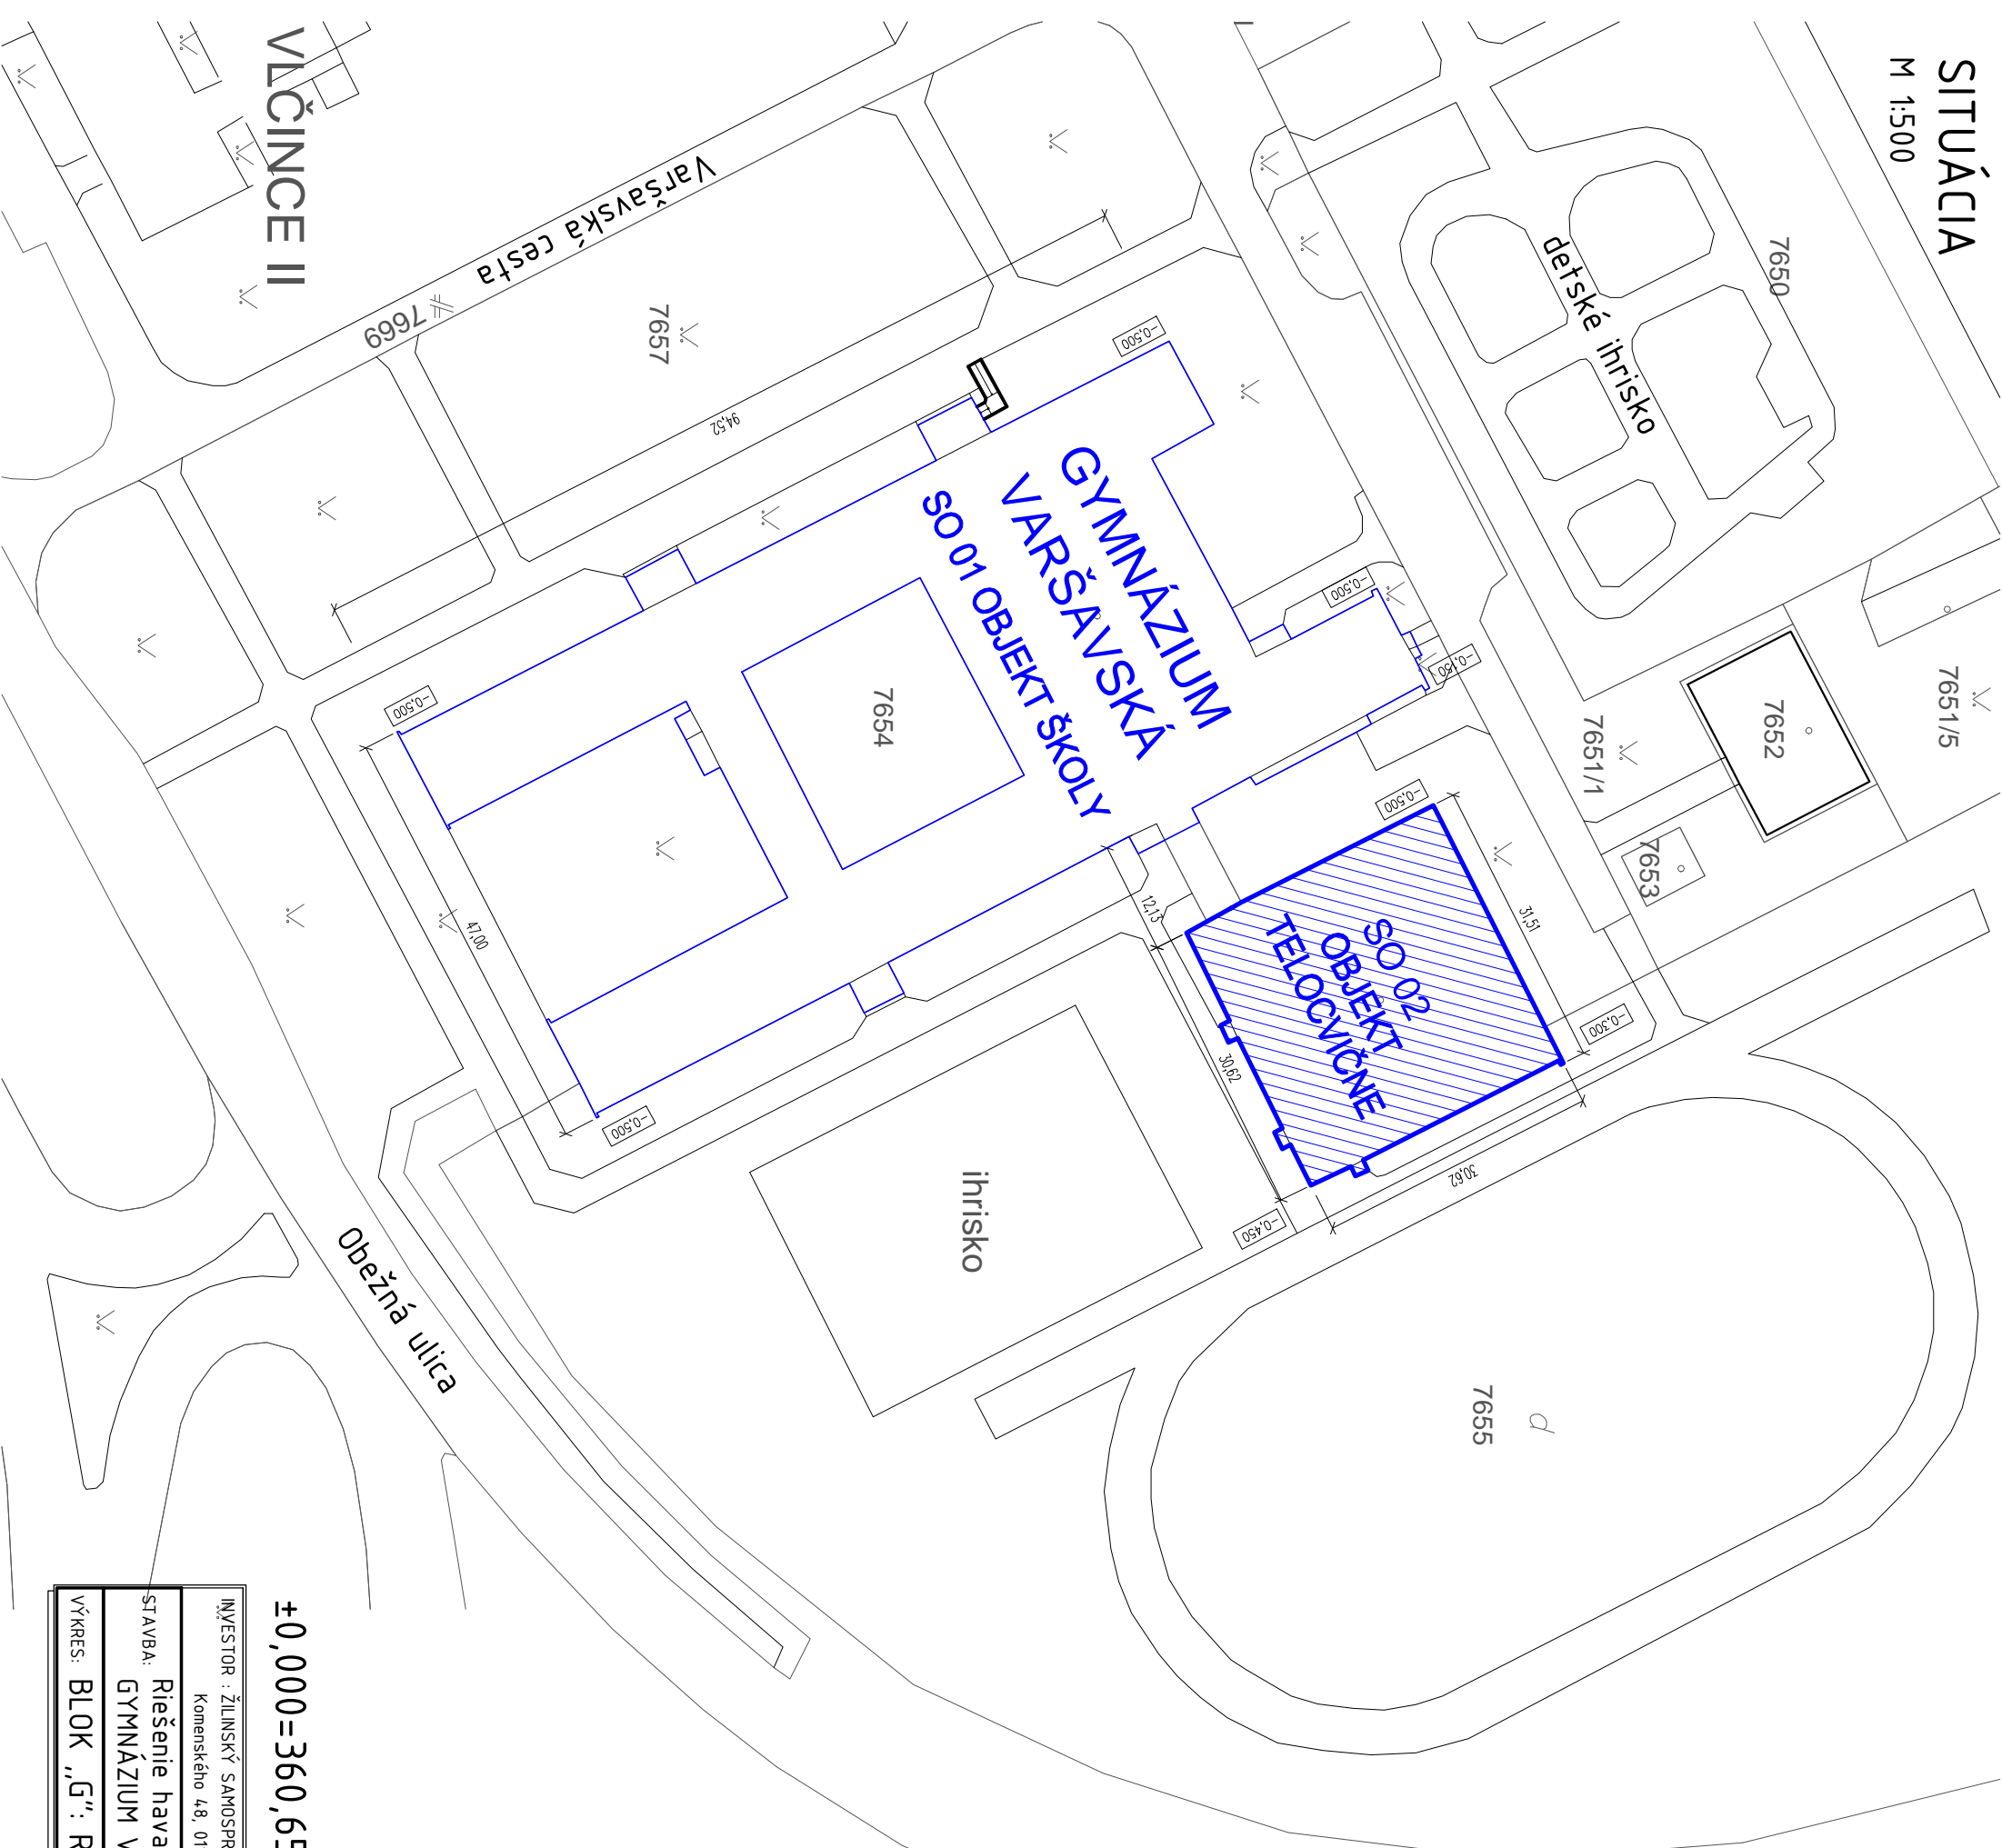 SITUÁCIA
M 1:500
7650
detské ihrisko
7651/5
7652
7651/1
7653
VLČINCE II
Varšavská cesta
7669
7657
94,52
-0,500
GYMNÁZIUM
VARŠAVSKÁ
SO 01 OBJEKT ŠKOLY
-0,500
-0,150
7654
-0,500
47,00
-0,500
-0,500
31,51
12,13
SO 02
OBJEKT
TELOCVIČNE
-0,300
30,62
30,62
-0,450
ihrisko
7655
Obežná ulica
±0,000=360,65
INVESTOR : ŽILINSKÝ SAMOSPR
Komenského 48, 01
STAVBA: Riešenie hava
GYMNÁZIUM V
VÝKRES: BLOK „G“: R